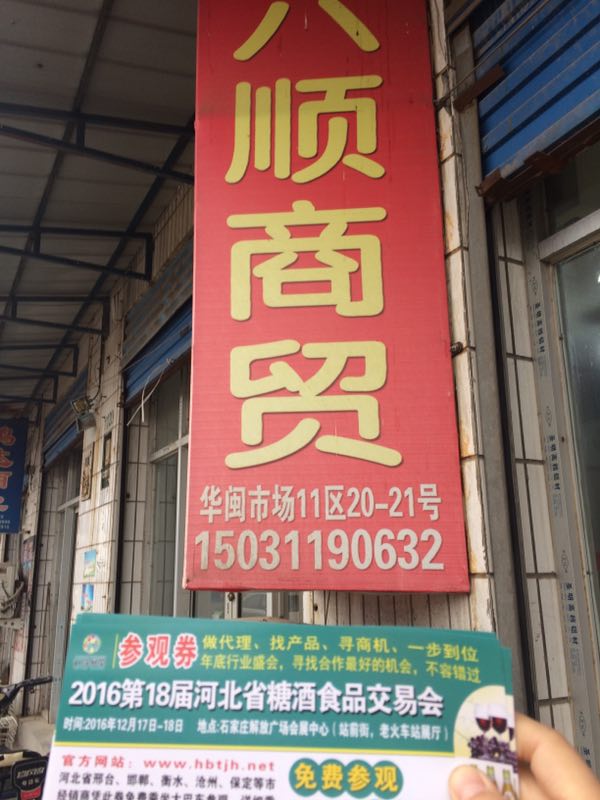 顺
商
贸
华闽市场11区20-21号
15031190632
参观券
做代理、找产品、寻商机、一步到位
年底行业盛会，寻找合作最好的机会，不容错过
2016第18届河北省糖酒食品交易会
时间:2016年12月17日-18日 地点:石家庄解放广场会展中心（站前街，老火车站展厅）
官方网站：www.hbtjh.net
河北省邢台、邯郸、衡水、沧州、保定等市
免费参观